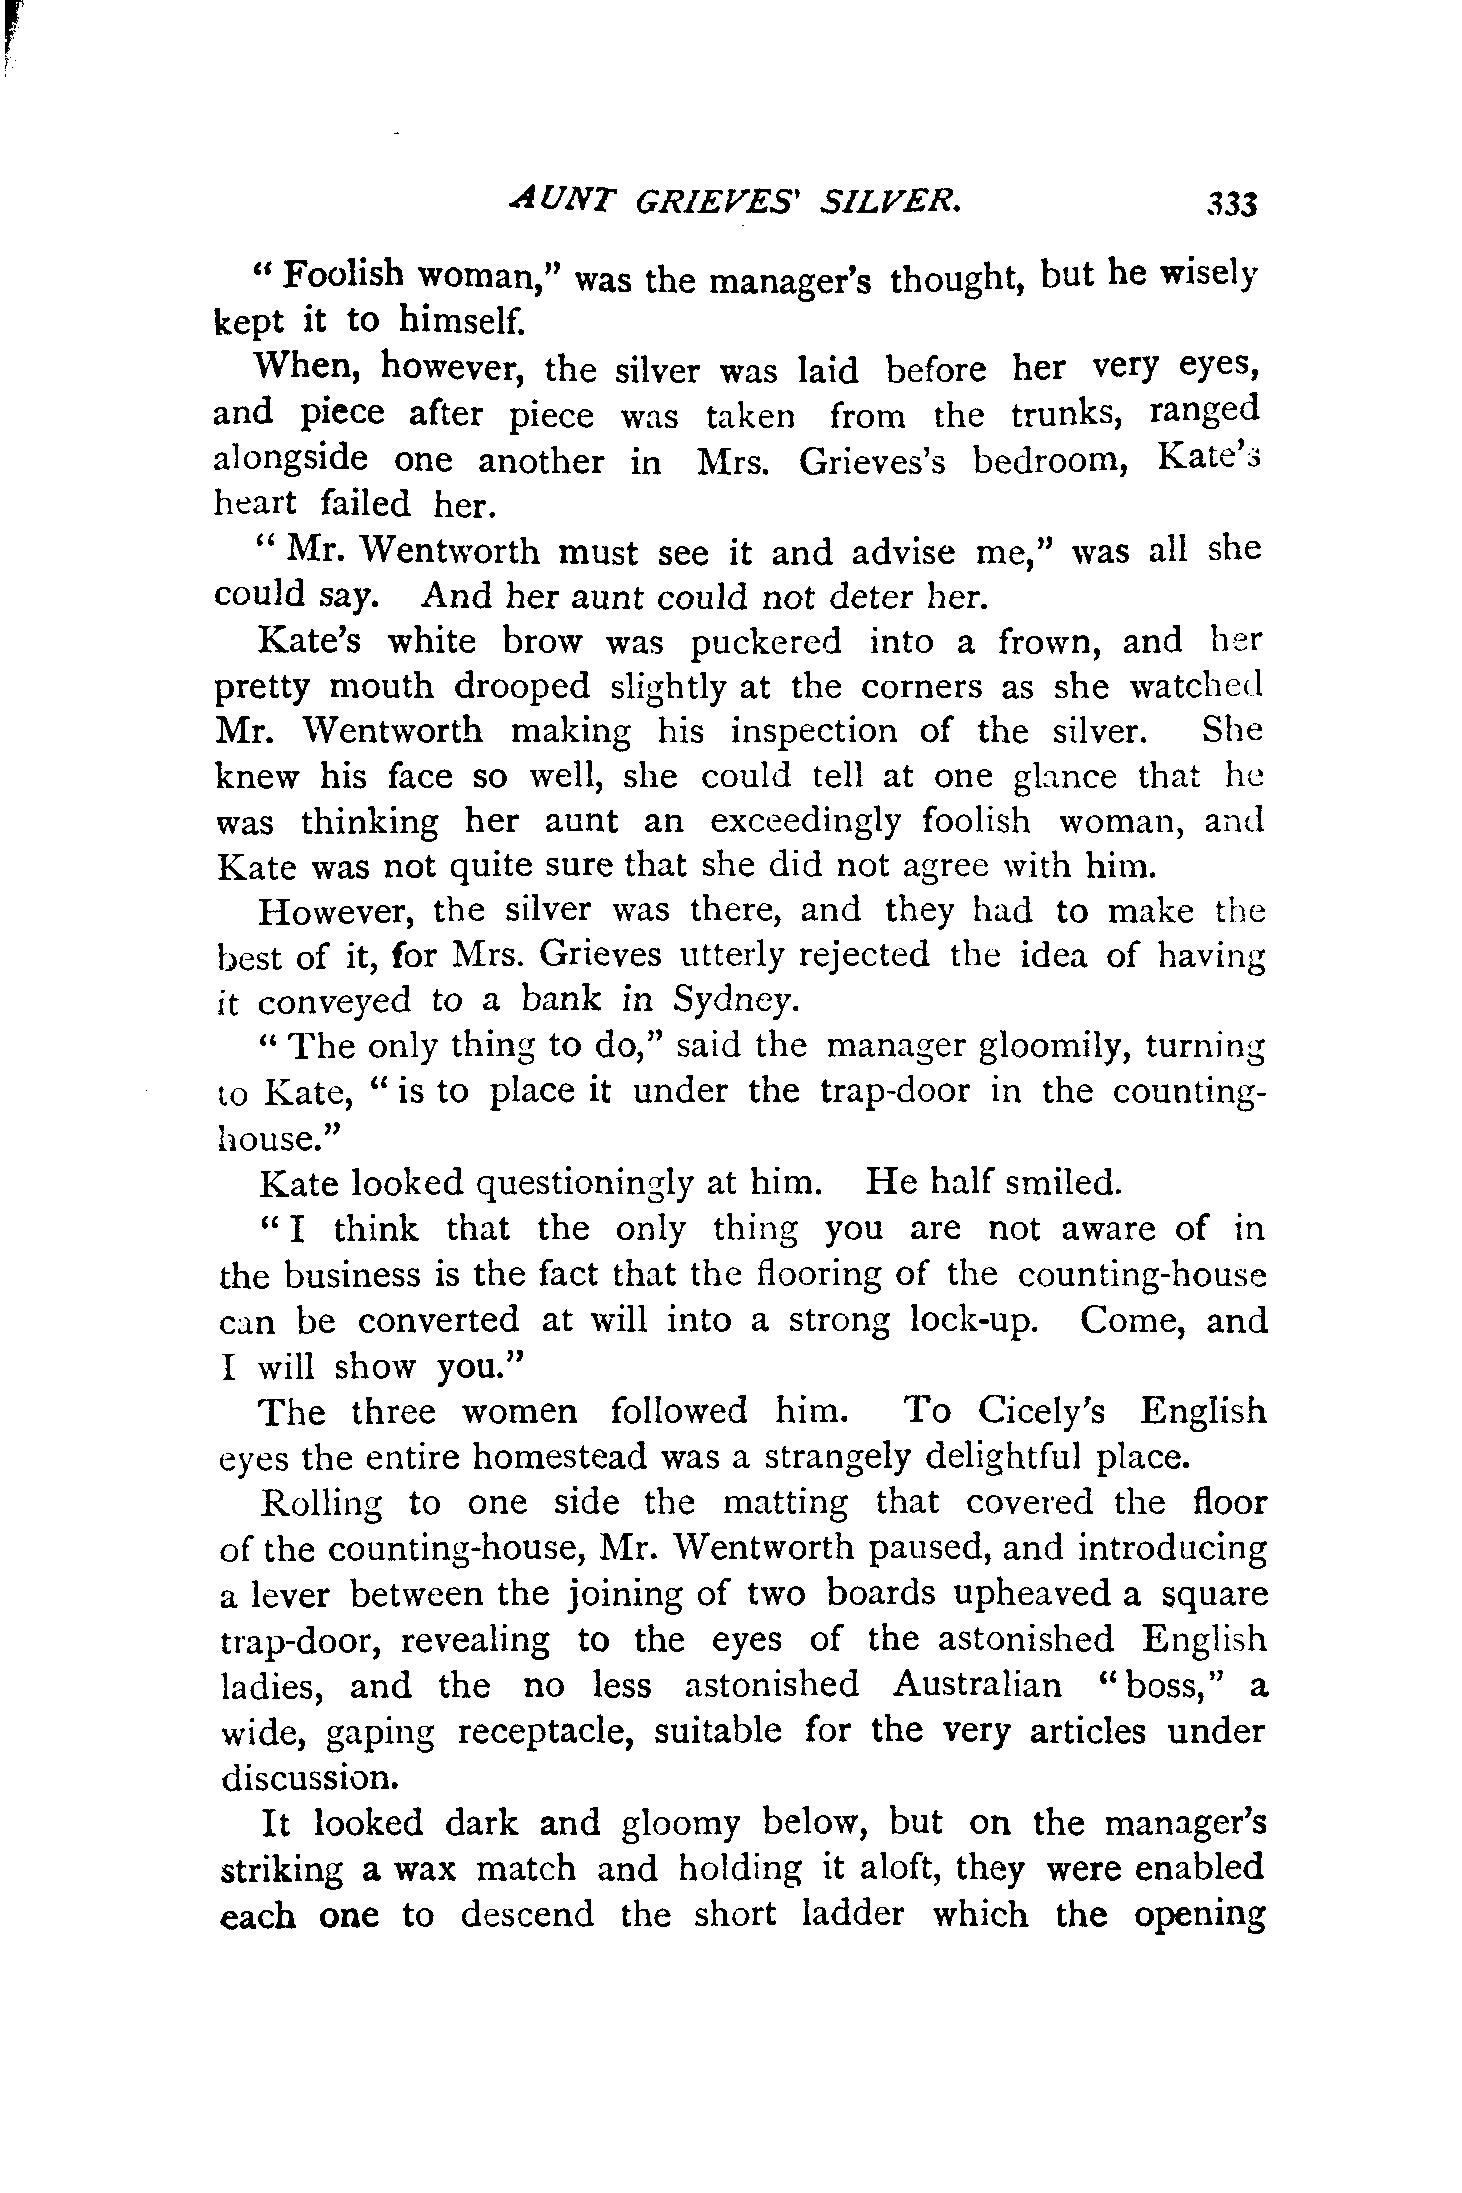 AUNT GRIEVES' SILVER. 333
“ Foolish woman,” was the manager’s thought, but he wisely
kept it to himself.
When, however, the silver was laid before her very eyes,
and piece after piece was taken from the trunks, ranged
alongside one another in Mrs. Grieves’s bedroom, Kate’s
heart failed her.
“ Mr. Wentworth must see it and advise me,” was all she
could say. And her aunt could not deter her.
Kate’s white brow was puckered into a frown, and her
pretty mouth drooped slightly at the corners as she watched
Mr. Wentworth making his inspection of the silver. She
knew his face so well, she could tell at one glance that he
was thinking her aunt an exceedingly foolish woman, and
Kate was not quite sure that she did not agree with him.
However, the silver was there, and they had to make the
best of it, for Mrs. Grieves utterly rejected the idea of having
it conveyed to a bank in Sydney.
“ The only thing to do,” said the manager gloomily, turning
to Kate, “ is to place it under the trap-door in the counting-
house.”
Kate looked questioningly at him. He half smiled.
“ I think that the only thing you are not aware of in
the business is the fact that the flooring of the counting-house
can be converted at will into a strong lock-up. Come, and
I will show you.”
The three women followed him. To Cicely’s English
eyes the entire homestead was a strangely delightful place.
Rolling to one side the matting that covered the floor
of the counting-house, Mr. Wentworth paused, and introducing
a lever between the joining of two boards upheaved a square
trap-door, revealing to the eyes of the astonished English
ladies, and the no less astonished Australian “ boss,” a
wide, gaping receptacle, suitable for the very articles under
discussion.
It looked dark and gloomy below, but on the manager’s
striking a wax match and holding it aloft, they were enabled
each one to descend the short ladder which the opening